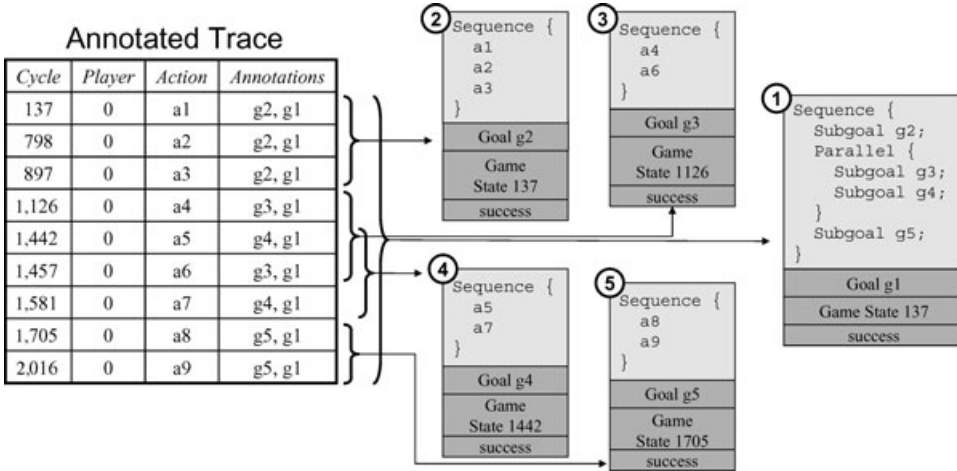 Annotated Trace
Cycle Player Action Annotations
137 0 a1 g2, g1
798 0 a2 g2, g1
897 0 a3 g2, g1
1,126 0 a4 g3, g1
1,442 0 a5 g4, g1
1,457 0 a6 g3, g1
1,581 0 a7 g4, g1
1,705 0 a8 g5, g1
2,016 0 a9 g5, g1
2
Sequence {
a1
a2
a3
}
Goal g2
Game
State 137
success
3
Sequence {
a4
a6
}
Goal g3
Game
State 1126
success
1
Sequence {
Subgoal g2;
Parallel {
Subgoal g3;
Subgoal g4;
}
Subgoal g5;
}
Goal g1
Game State 137
success
4
Sequence {
a5
a7
}
Goal g4
Game
State 1442
success
5
Sequence {
a8
a9
}
Goal g5
Game
State 1705
success